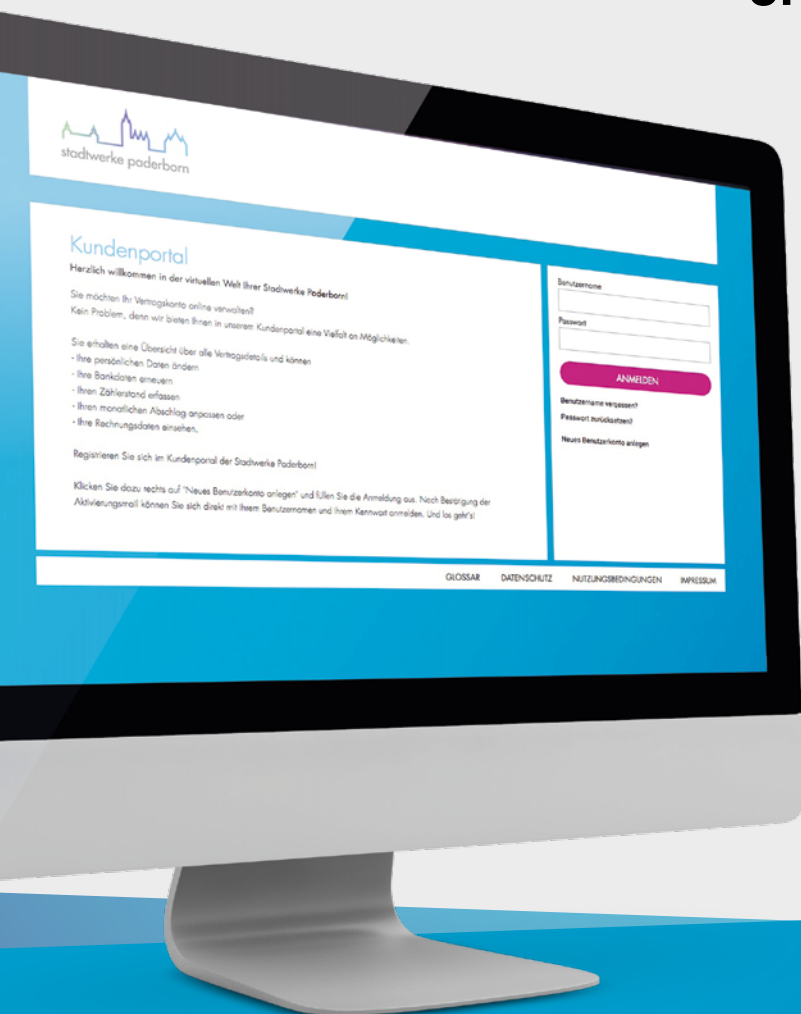 stadtwerke paderborn
Kundenportal
Herzlich willkommen in der virtuellen Welt Ihrer Stadtwerke Paderborn!
Sie möchten Ihr Vertragskonto online verwalten?
Kein Problem, denn wir bieten Ihnen in unserem Kundenportal eine Vielfalt an Möglichkeiten.
Sie erhalten eine Übersicht über alle Vertragsdetails und können
- Ihre persönlichen Daten ändern
- Ihre Bankdaten erneuern
- Ihren Zählerstand erfassen
- Ihren monatlichen Abschlag anpassen oder
- Ihre Rechnungsdaten einsehen.
Registrieren Sie sich im Kundenportal der Stadtwerke Paderborn!
Klicken Sie dazu rechts auf "Neues Benutzerkonto anlegen" und füllen Sie die Anmeldung aus. Nach Bestätigung der
Aktivierungsmail können Sie sich direkt mit Ihrem Benutzernamen und Ihrem Kennwort anmelden. Und los geht's!
Benutzername
Passwort
ANMELDEN
Benutzername vergessen?
Passwort zurücksetzen?
Neues Benutzerkonto anlegen
GLOSSAR DATENSCHUTZ NUTZUNGSBEDINGUNGEN IMPRESSUM